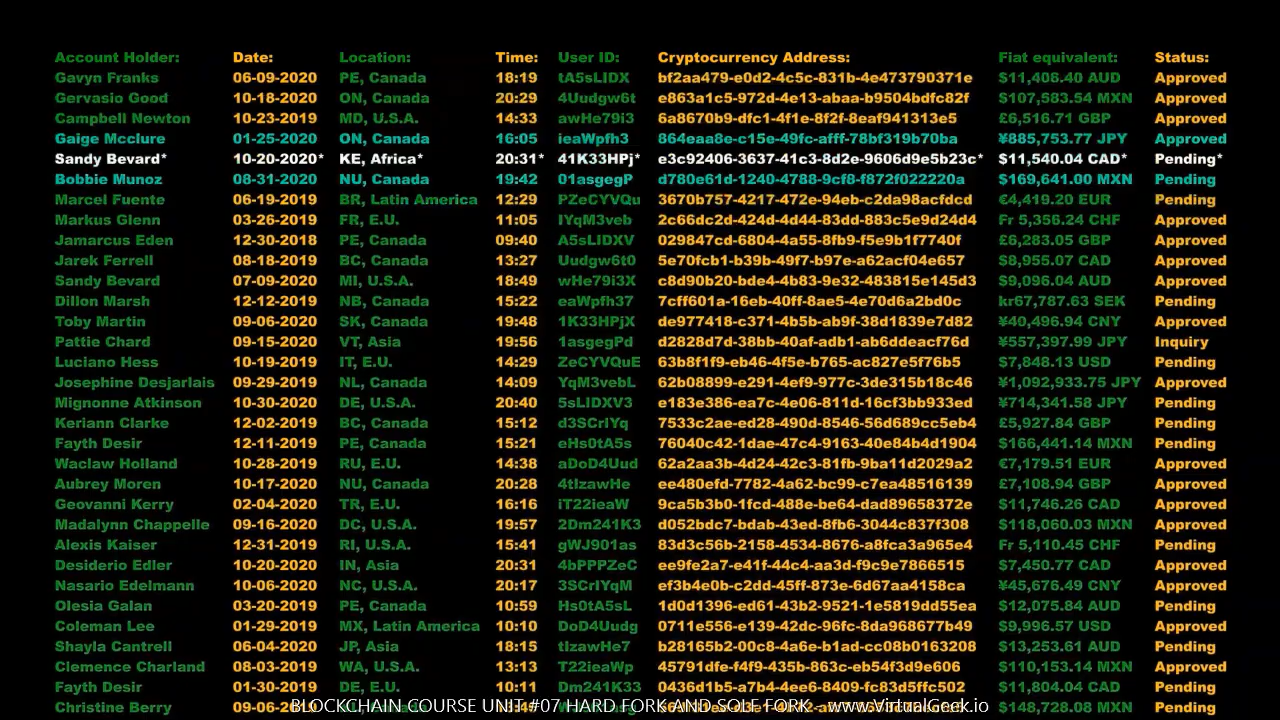 Account Holder: Date: Location: Time: User ID: Cryptocurrency Address: Fiat equivalent: Status:
Gavyn Franks 06-09-2020 PE, Canada 18:19 tA5sLIDX bf2aa479-e0d2-4c5c-831b-4e473790371e $11,408.40 AUD Approved
Gervasio Good 10-18-2020 ON, Canada 20:29 4Uudgw6t e863a1c5-972d-4e13-abaa-b9504bdfc82f $107,583.54 MXN Approved
Campbell Newton 10-23-2019 MD, U.S.A. 14:33 awHe79i3 6a8670b9-dfc1-4f1e-8f2f-8eaf941313e5 £6,516.71 GBP Approved
Gaige Mcclure 01-25-2020 ON, Canada 16:05 ieaWpfh3 864eaa8e-c15e-49fc-afff-78bf319b70ba ¥885,753.77 JPY Approved
Sandy Bevard* 10-20-2020* KE, Africa* 20:31* 41K33HPj* e3c92406-3637-41c3-8d2e-9606d9e5b23c* $11,540.04 CAD* Pending*
Bobbie Munoz 08-31-2020 NU, Canada 19:42 01asgegP d780e61d-1240-4788-9cf8-f872f022220a $169,641.00 MXN Pending
Marcel Fuente 06-19-2019 BR, Latin America 12:29 PZeCYVQu 3670b757-4217-472e-94eb-c2da98acfdcd €4,419.20 EUR Pending
Markus Glenn 03-26-2019 FR, E.U. 11:05 IYqM3veb 2c66dc2d-424d-4d44-83dd-883c5e9d24d4 Fr 5,356.24 CHF Approved
Jamarcus Eden 12-30-2018 PE, Canada 09:40 A5sLIDXV 029847cd-6804-4a55-8fb9-f5e9b1f7740f £6,283.05 GBP Approved
Jarek Ferrell 08-18-2019 BC, Canada 13:27 Uudgw6t0 5e70fcb1-b39b-49f7-b97e-a62acf04e657 $8,955.07 CAD Approved
Sandy Bevard 07-09-2020 MI, U.S.A. 18:49 wHe79i3X c8d90b20-bde4-4b83-9e32-483815e145d3 $9,096.04 AUD Approved
Dillon Marsh 12-12-2019 NB, Canada 15:22 eaWpfh37 7cff601a-16eb-40ff-8ae5-4e70d6a2bd0c kr67,787.63 SEK Pending
Toby Martin 09-06-2020 SK, Canada 19:48 1K33HPjX de977418-c371-4b5b-ab9f-38d1839e7d82 ¥40,496.94 CNY Approved
Pattie Chard 09-15-2020 VT, Asia 19:56 1asgegPd d2828d7d-38bb-40af-adb1-ab6ddeacf76d ¥557,397.99 JPY Inquiry
Luciano Hess 10-19-2019 IT, E.U. 14:29 ZeCYVQuE 63b8f1f9-eb46-4f5e-b765-ac827e5f76b5 $7,848.13 USD Pending
Josephine Desjarlais 09-29-2019 NL, Canada 14:09 YqM3vebL 62b08899-e291-4ef9-977c-3de315b18c46 ¥1,092,933.75 JPY Approved
Mignonne Atkinson 10-30-2020 DE, U.S.A. 20:40 5sLIDXV3 e183e386-ea7c-4e06-811d-16cf3bb933ed ¥714,341.58 JPY Pending
Keriann Clarke 12-02-2019 BC, Canada 15:12 d3SCrIYq 7533c2ae-ed28-490d-8546-56d689cc5eb4 £5,927.84 GBP Pending
Fayth Desir 12-11-2019 PE, Canada 15:21 eHs0tA5s 76040c42-1dae-47c4-9163-40e84b4d1904 $166,441.14 MXN Pending
Waclaw Holland 10-28-2019 RU, E.U. 14:38 aDoD4Uud 62a2aa3b-4d24-42c3-81fb-9ba11d2029a2 €7,179.51 EUR Approved
Aubrey Moren 10-17-2020 NU, Canada 20:28 4tIzawHe ee480efd-7782-4a62-bc99-c7ea48516139 £7,108.94 GBP Approved
Geovanni Kerry 02-04-2020 TR, E.U. 16:16 iT22ieaW 9ca5b3b0-1fcd-488e-be64-dad89658372e $11,746.26 CAD Approved
Madalynn Chappelle 09-16-2020 DC, U.S.A. 19:57 2Dm241K3 d052bdc7-bdab-43ed-8fb6-3044c837f308 $118,060.03 MXN Approved
Alexis Kaiser 12-31-2019 RI, U.S.A. 15:41 gWJ901as 83d3c56b-2158-4534-8676-a8fca3a965e4 Fr 5,110.45 CHF Pending
Desiderio Edler 10-20-2020 IN, Asia 20:31 4bPPPZeC ee9fe2a7-e41f-44c4-aa3d-f9c9e7866515 $7,450.77 CAD Approved
Nasario Edelmann 10-06-2020 NC, U.S.A. 20:17 3SCrIYqM ef3b4e0b-c2dd-45ff-873e-6d67aa4158ca ¥45,676.49 CNY Approved
Olesia Galan 03-20-2019 PE, Canada 10:59 Hs0tA5sL 1d0d1396-ed61-43b2-9521-1e5819dd55ea $12,075.84 AUD Pending
Coleman Lee 01-29-2019 MX, Latin America 10:10 DoD4Uudg 0711e556-e139-42dc-96fc-8da968677b49 $9,996.57 USD Approved
Shayla Cantrell 06-04-2020 JP, Asia 18:15 tIzawHe7 b28165b2-00c8-4a6e-b1ad-cc08b0163208 $13,253.61 AUD Pending
Clemence Charland 08-03-2019 WA, U.S.A. 13:13 T22ieaWp 45791dfe-f4f9-435b-863c-eb54f3d9e606 $110,153.14 MXN Approved
Fayth Desir 01-30-2019 DE, E.U. 10:11 Dm241K33 0436d1b5-a7b4-4ee6-8409-fc83d5ffc502 $11,804.04 CAD Pending
Christine Berry $148,728.08 MXN Pending
BLOCKCHAIN COURSE UNIT #07 HARD FORK AND SOLF FORK - www.VirtualGeek.io